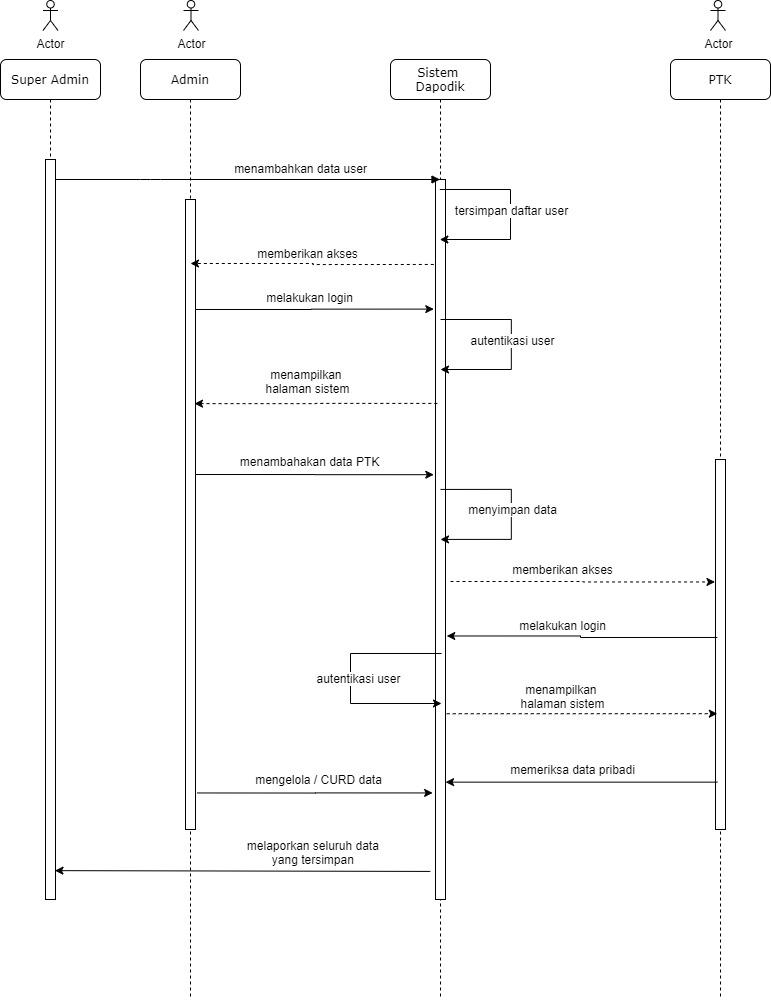 Actor
Actor
Actor
Super Admin
Admin
Sistem
Dapodik
PTK
menambahkan data user
tersimpan daftar user
memberikan akses
melakukan login
autentikasi user
menampilkan
halaman sistem
menambahakan data PTK
menyimpan data
memberikan akses
melakukan login
autentikasi user
menampilkan
halaman sistem
memeriksa data pribadi
mengelola / CURD data
melaporkan seluruh data
yang tersimpan